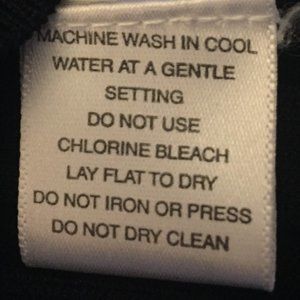 MACHINE WASH IN COOL
WATER AT A GENTLE
SETTING
DO NOT USE
CHLORINE BLEACH
LAY FLAT TO DRY
DO NOT IRON OR PRESS
DO NOT DRY CLEAN